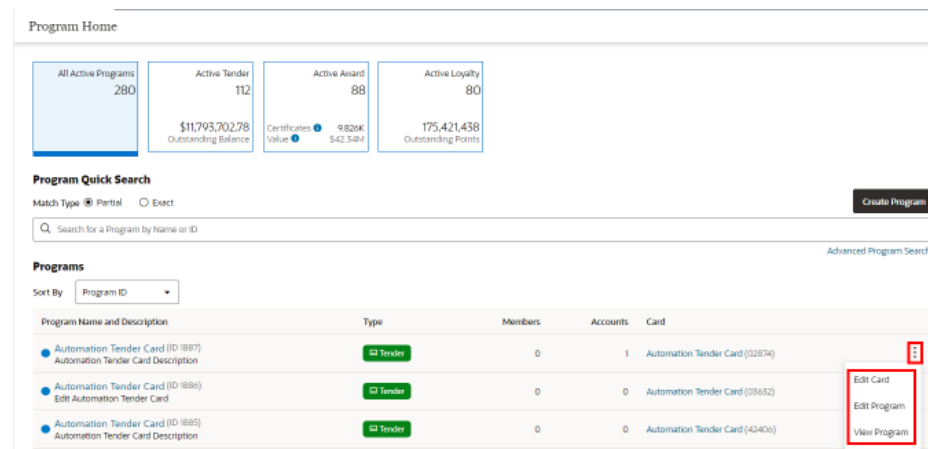 Program Home
All Active Programs
280
Active Tender
112
$11,793,702.78
Outstanding Balance
Active Award
88
Certificates 9.826K
Value $42.34M
Active Loyalty
80
175,421,438
Outstanding Points
Program Quick Search
Match Type Partial Exact
Create Program
Search for a Program by Name or ID
Advanced Program Search
Programs
Sort By Program ID
Program Name and Description Type Members Accounts Card
Automation Tender Card (ID 1887) Tender 0 1 Automation Tender Card (02874)
Automation Tender Card Description
Edit Card
Automation Tender Card (ID 1886) Tender 0 0 Automation Tender Card (03632)
Edit Automation Tender Card
Edit Program
Automation Tender Card (ID 1885) Tender 0 0 Automation Tender Card (42406)
Automation Tender Card Description
View Program